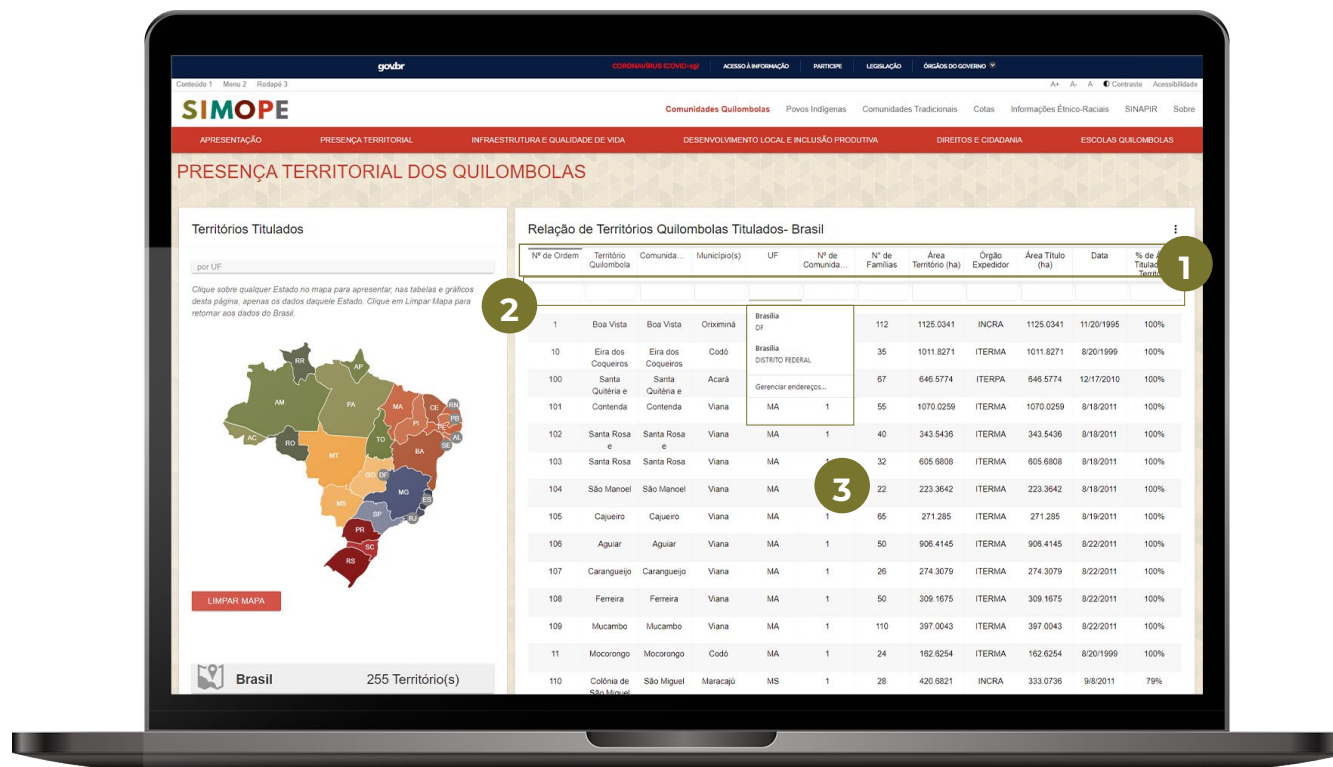 gov.br
CORONAVÍRUS (COVID-19) ACESSO À INFORMAÇÃO PARTICIPE LEGISLAÇÃO ÓRGÃOS DO GOVERNO
Conteúdo 1 Menu 2 Rodapé 3
A+ A- A Contraste Acessibilidade
SIMOPE
Comunidades Quilombolas Povos Indígenas Comunidades Tradicionais Cotas Informações Étnico-Raciais SINAPIR Sobre
APRESENTAÇÃO PRESENÇA TERRITORIAL INFRAESTRUTURA E QUALIDADE DE VIDA DESENVOLVIMENTO LOCAL E INCLUSÃO PRODUTIVA DIREITOS E CIDADANIA ESCOLAS QUILOMBOLAS
PRESENÇA TERRITORIAL DOS QUILOMBOLAS
Territórios Titulados
por UF
Clique sobre qualquer Estado no mapa para apresentar, nas tabelas e gráficos
desta página, apenas os dados daquele Estado. Clique em Limpar Mapa para
retornar aos dados do Brasil.
RR
AP
AM
PA
MA
CE
RN
PB
PI
PE
AC
RO
TO
AL
SE
BA
MT
GO
DF
MG
ES
MS
SP
RJ
PR
SC
RS
LIMPAR MAPA
Brasil 255 Território(s)
Relação de Territórios Quilombolas Titulados- Brasil
Nº de Ordem Território Comunida... Município(s) UF Nº de N° de Área Órgão Área Título Data
Quilombola Comunida... Famílias Território (ha) Expedidor (ha)
1
2
Brasília
DF
Brasília
DISTRITO FEDERAL
Gerenciar endereços...
1 Boa Vista Boa Vista Oriximiná 112 1125.0341 INCRA 1125.0341 11/20/1995 100%
10 Eira dos Eira dos Codó 35 1011.8271 ITERMA 1011.8271 8/20/1999 100%
Coqueiros Coqueiros
100 Santa Santa Acará 67 646.5774 ITERPA 646.5774 12/17/2010 100%
Quitéria e Quitéria e
101 Contenda Contenda Viana MA 1 55 1070.0259 ITERMA 1070.0259 8/18/2011 100%
102 Santa Rosa Santa Rosa Viana MA 1 40 343.5436 ITERMA 343.5436 8/18/2011 100%
e e
103 Santa Rosa Santa Rosa Viana MA 32 605.6808 ITERMA 605.6808 8/18/2011 100%
104 São Manoel São Manoel Viana MA 22 223.3642 ITERMA 223.3642 8/18/2011 100%
3
105 Cajueiro Cajueiro Viana MA 1 65 271.285 ITERMA 271.285 8/19/2011 100%
106 Aguiar Aguiar Viana MA 1 50 906.4145 ITERMA 906.4145 8/22/2011 100%
107 Carangueijo Carangueijo Viana MA 1 26 274.3079 ITERMA 274.3079 8/22/2011 100%
108 Ferreira Ferreira Viana MA 1 50 309.1675 ITERMA 309.1675 8/22/2011 100%
109 Mucambo Mucambo Viana MA 1 110 397.0043 ITERMA 397.0043 8/22/2011 100%
11 Mocorongo Mocorongo Codó MA 1 24 162.6254 ITERMA 162.6254 8/20/1999 100%
110 Colônia de São Miguel Maracajú MS 1 28 420.6821 INCRA 333.0736 9/8/2011 79%
São Miguel